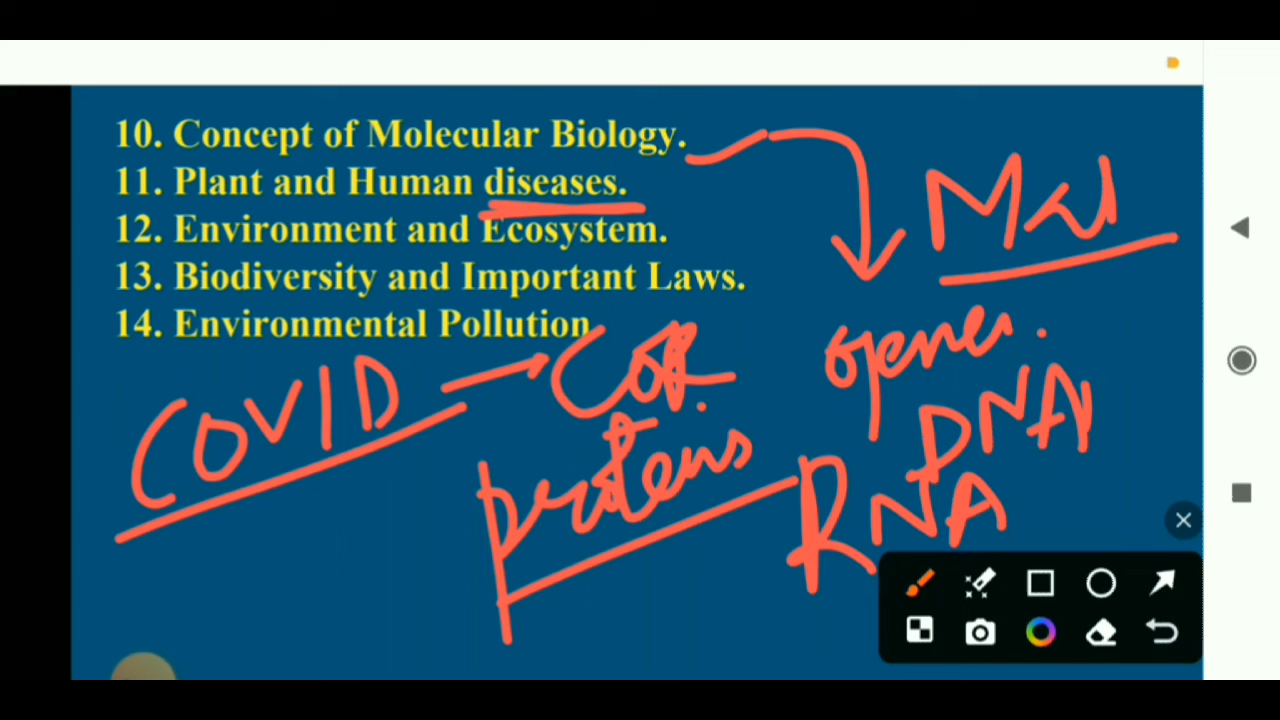 10. Concept of Molecular Biology.
11. Plant and Human diseases.
12. Environment and Ecosystem.
13. Biodiversity and Important Laws.
14. Environmental Pollution
COVID
gene
DNA
RNA